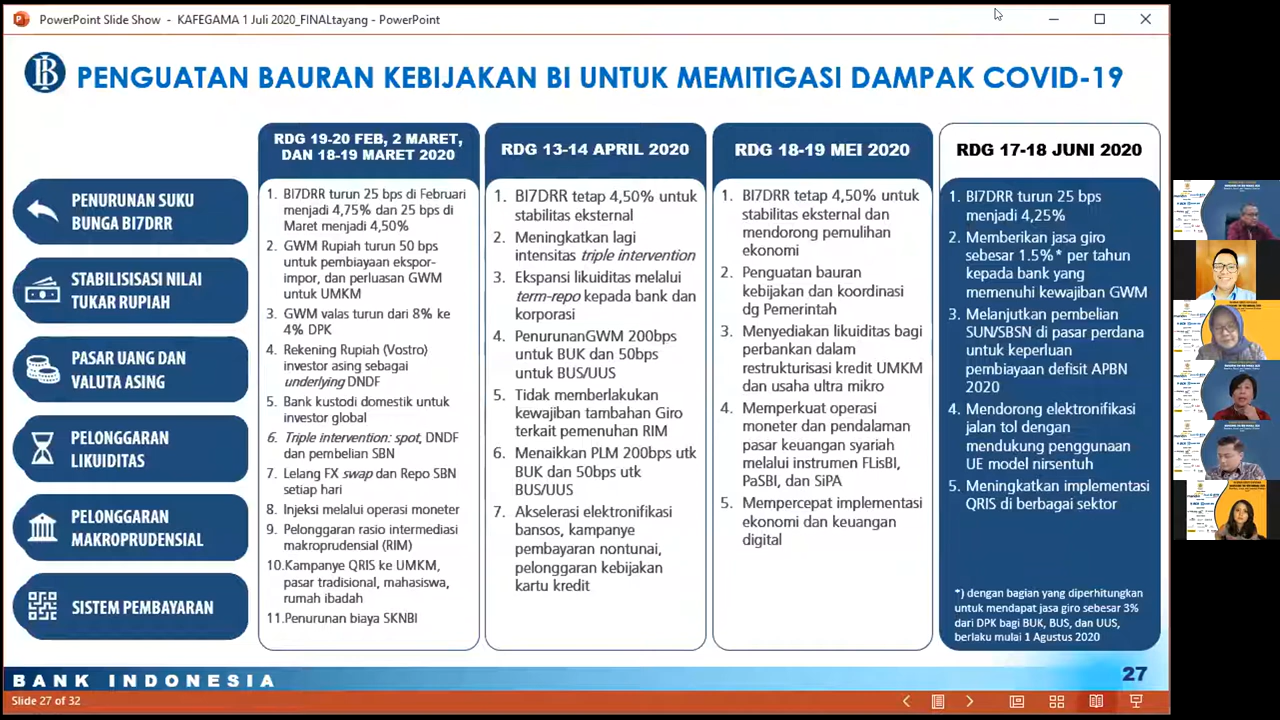 PowerPoint Slide Show - KAFEGAMA 1 Juli 2020_FINALtayang - PowerPoint
PENGUATAN BAURAN KEBIJAKAN BI UNTUK MEMITIGASI DAMPAK COVID-19
PENURUNAN SUKU
BUNGA BI7DRR
STABILISISASI NILAI
TUKAR RUPIAH
PASAR UANG DAN
VALUTA ASING
PELONGGARAN
LIKUIDITAS
PELONGGARAN
MAKROPRUDENSIAL
SISTEM PEMBAYARAN
RDG 19-20 FEB, 2 MARET,
DAN 18-19 MARET 2020
1. BI7DRR turun 25 bps di Februari
menjadi 4,75% dan 25 bps di
Maret menjadi 4,50%
2. GWM Rupiah turun 50 bps
untuk pembiayaan ekspor-
impor, dan perluasan GWM
untuk UMKM
3. GWM valas turun dari 8% ke
4% DPK
4. Rekening Rupiah (Vostro)
investor asing sebagai
underlying DNDF
5. Bank kustodi domestik untuk
investor global
6. Triple intervention: spot, DNDF
dan pembelian SBN
7. Lelang FX swap dan Repo SBN
setiap hari
8. Injeksi melalui operasi moneter
9. Pelonggaran rasio intermediasi
makroprudensial (RIM)
10.Kampanye QRIS ke UMKM,
pasar tradisional, mahasiswa,
rumah ibadah
11.Penurunan biaya SKNBI
RDG 13-14 APRIL 2020
1. BI7DRR tetap 4,50% untuk
stabilitas eksternal
2. Meningkatkan lagi
intensitas triple intervention
3. Ekspansi likuiditas melalui
term-repo kepada bank dan
korporasi
4. PenurunanGWM 200bps
untuk BUK dan 50bps
untuk BUS/UUS
5. Tidak memberlakukan
kewajiban tambahan Giro
terkait pemenuhan RIM
6. Menaikkan PLM 200bps utk
BUK dan 50bps utk
BUS/UUS
7. Akselerasi elektronifikasi
bansos, kampanye
pembayaran nontunai,
pelonggaran kebijakan
kartu kredit
RDG 18-19 MEI 2020
1. BI7DRR tetap 4,50% untuk
stabilitas eksternal dan
mendorong pemulihan
ekonomi
2. Penguatan bauran
kebijakan dan koordinasi
dg Pemerintah
3. Menyediakan likuiditas bagi
perbankan dalam
restrukturisasi kredit UMKM
dan usaha ultra mikro
4. Memperkuat operasi
moneter dan pendalaman
pasar keuangan syariah
melalui instrumen FLisBI,
PaSBI, dan SiPA
5. Mempercepat implementasi
ekonomi dan keuangan
digital
RDG 17-18 JUNI 2020
1. BI7DRR turun 25 bps
menjadi 4,25%
2. Memberikan jasa giro
sebesar 1.5%* per tahun
kepada bank yang
memenuhi kewajiban GWM
3. Melanjutkan pembelian
SUN/SBSN di pasar perdana
untuk keperluan
pembiayaan defisit APBN
2020
4. Mendorong elektronifikasi
jalan tol dengan
mendukung penggunaan
UE model nirsentuh
5. Meningkatkan implementasi
QRIS di berbagai sektor
*) dengan bagian yang diperhitungkan
untuk mendapat jasa giro sebesar 3%
dari DPK bagi BUK, BUS, dan UUS,
berlaku mulai 1 Agustus 2020
BANK INDONESIA
27
Slide 27 of 32